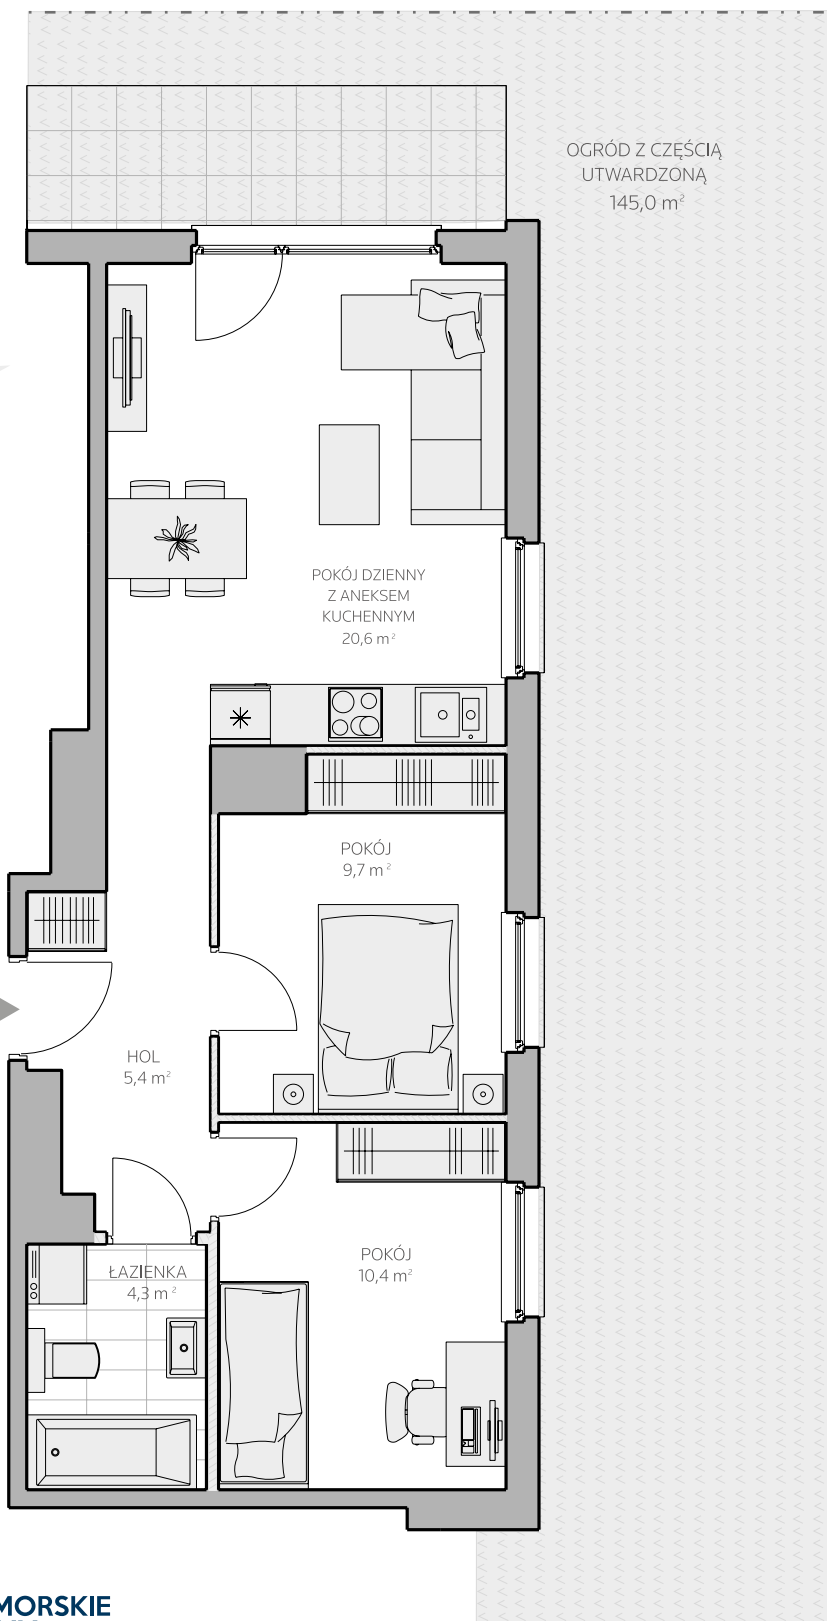 OGRÓD Z CZĘŚCIĄ
UTWARDZONĄ
145,0 m²
POKÓJ DZIENNY
Z ANEKSEM
KUCHENNYM
20,6 m²
POKÓJ
9,7 m²
HOL
5,4 m²
ŁAZIENKA
4,3 m²
POKÓJ
10,4 m²
MORSKIE